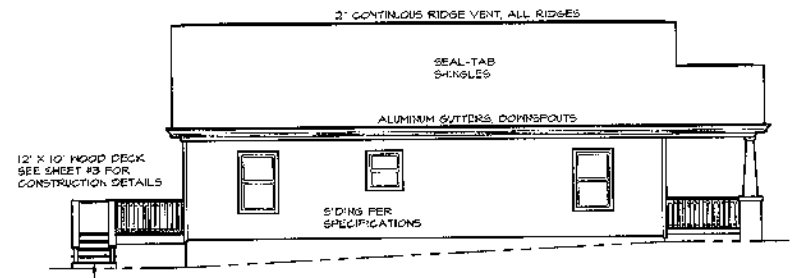 2" CONTINUOUS RIDGE VENT, ALL RIDGES
SEAL-TAB
SHINGLES
ALUMINUM GUTTERS, DOWNSPOUTS
12' X 10' WOOD DECK
SEE SHEET #3 FOR
CONSTRUCTION DETAILS
SIDING PER
SPECIFICATIONS